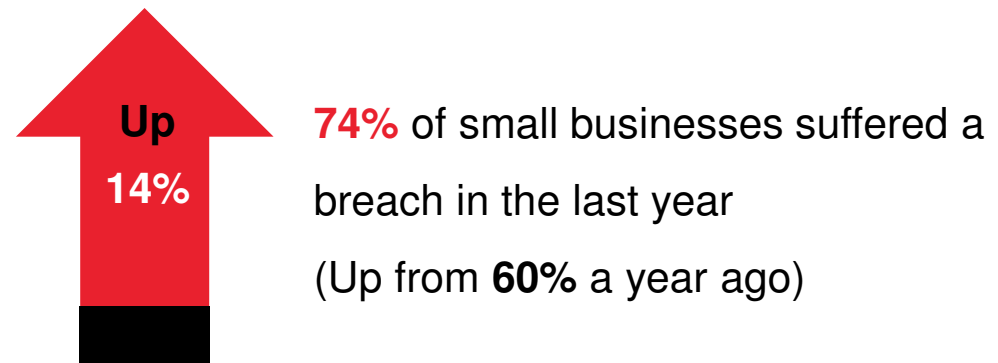 Up
14%
74% of small businesses suffered a
breach in the last year
(Up from 60% a year ago)